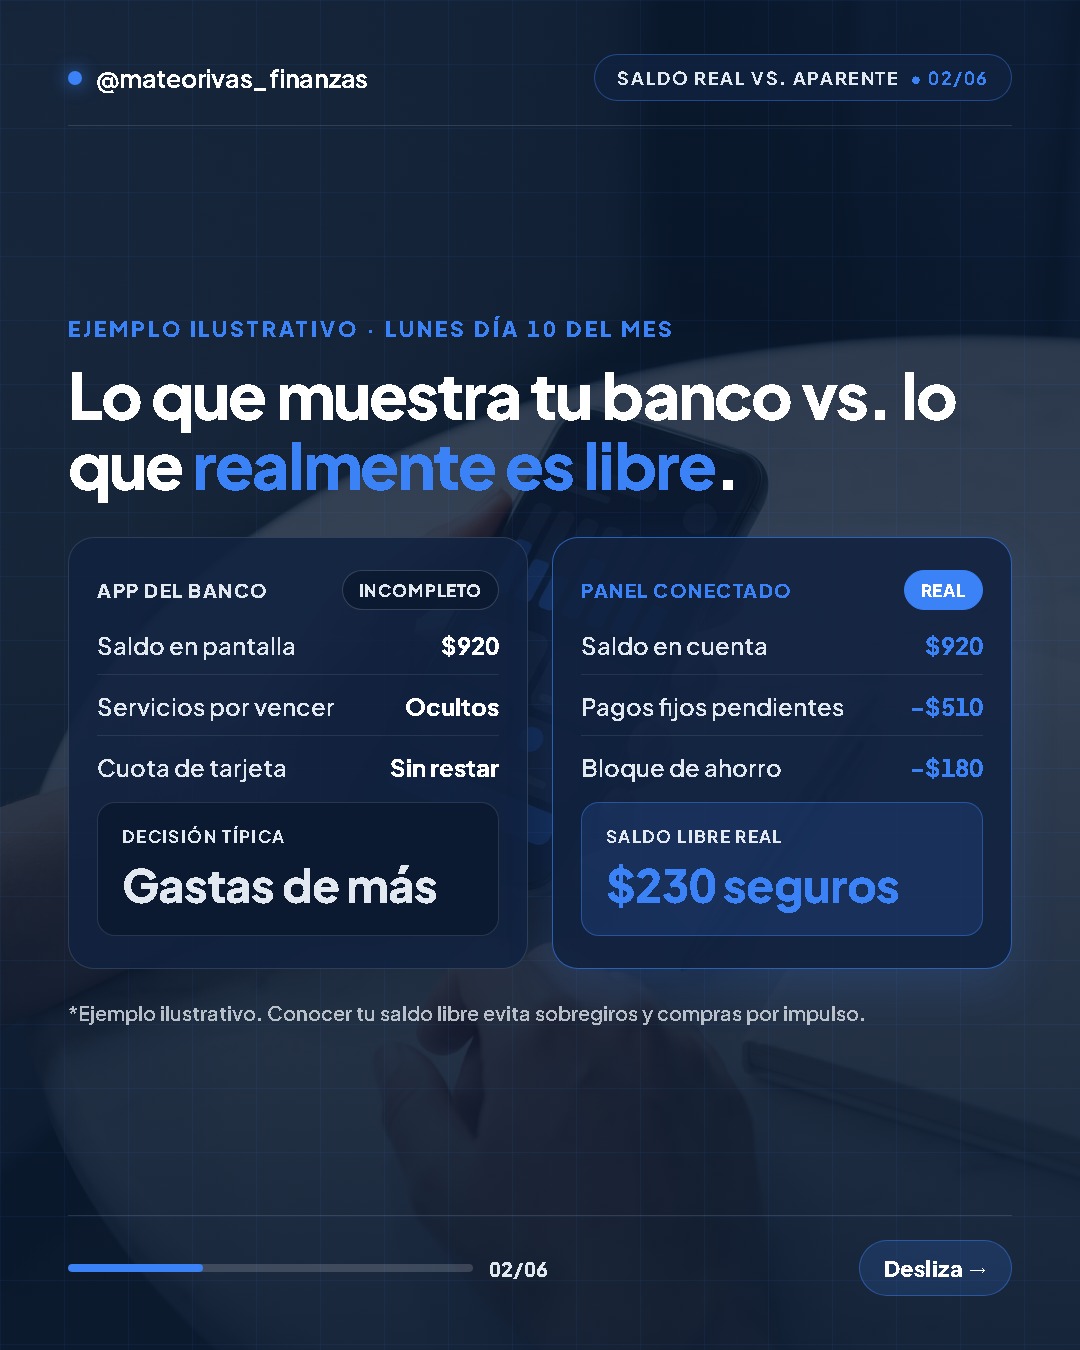 @mateorivas_finanzas
SALDO REAL VS. APARENTE • 02/06
EJEMPLO ILUSTRATIVO · LUNES DÍA 10 DEL MES
Lo que muestra tu banco vs. lo
que realmente es libre.
APP DEL BANCO INCOMPLETO
Saldo en pantalla $920
Servicios por vencer Ocultos
Cuota de tarjeta Sin restar
DECISIÓN TÍPICA
Gastas de más
PANEL CONECTADO REAL
Saldo en cuenta $920
Pagos fijos pendientes -$510
Bloque de ahorro -$180
SALDO LIBRE REAL
$230 seguros
*Ejemplo ilustrativo. Conocer tu saldo libre evita sobregiros y compras por impulso.
02/06
Desliza →